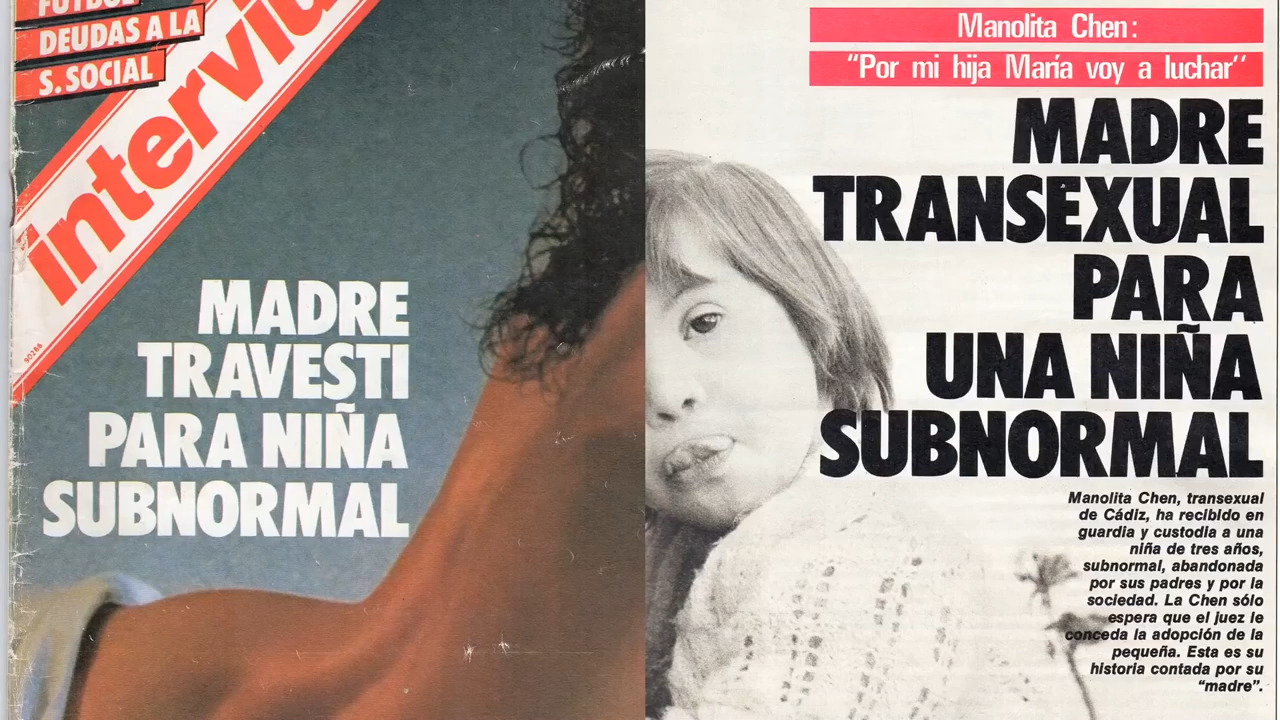 FÚTBOL
DEUDAS A LA
S. SOCIAL
interviú
MADRE
TRAVESTI
PARA NIÑA
SUBNORMAL
90286
Manolita Chen:
“Por mi hija María voy a luchar’’
MADRE
TRANSEXUAL
PARA
UNA NIÑA
SUBNORMAL
Manolita Chen, transexual
de Cádiz, ha recibido en
guardia y custodia a una
niña de tres años,
subnormal, abandonada
por sus padres y por la
sociedad. La Chen sólo
espera que el juez le
conceda la adopción de la
pequeña. Esta es su
historia contada por su
“madre”.